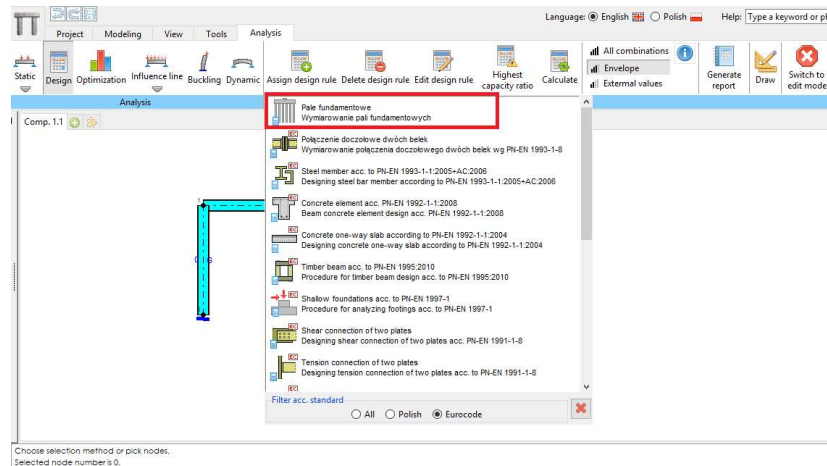 Language: English Polish Help: Type a keyword or ph
Project Modeling View Tools Analysis
Static Design Optimization Influence line Buckling Dynamic Assign design rule Delete design rule Edit design rule Highest capacity ratio Calculate
All combinations
Envelope
External values
Generate report Draw Switch to edit mode
Analysis
Comp. 1.1
Pale fundamentowe
Wymiarowanie pali fundamentowych
Połączenie doczołowe dwóch belek
Wymiarowanie połączenia doczołowego dwóch belek wg PN-EN 1993-1-8
Steel member acc. to PN-EN 1993-1-1:2005+AC:2006
Designing steel bar member according to PN-EN 1993-1-1:2005+AC:2006
Concrete element acc. PN-EN 1992-1-1:2008
Beam concrete element design acc. PN-EN 1992-1-1:2008
Concrete one-way slab according to PN-EN 1992-1-1:2004
Designing concrete one-way slab according to PN-EN 1992-1-1:2004
Timber beam acc. to PN-EN 1995:2010
Procedure for timber beam design acc. to PN-EN 1995:2010
Shallow foundations acc. to PN-EN 1997-1
Procedure for analyzing footings acc. to PN-EN 1997-1
Shear connection of two plates
Designing shear connection of two plates acc. PN-EN 1991-1-8
Tension connection of two plates
Designing tension connection of two plates acc. to PN-EN 1991-1-8
Filter acc. standard
All Polish Eurocode
Choose selection method or pick nodes.
Selected node number is 0.